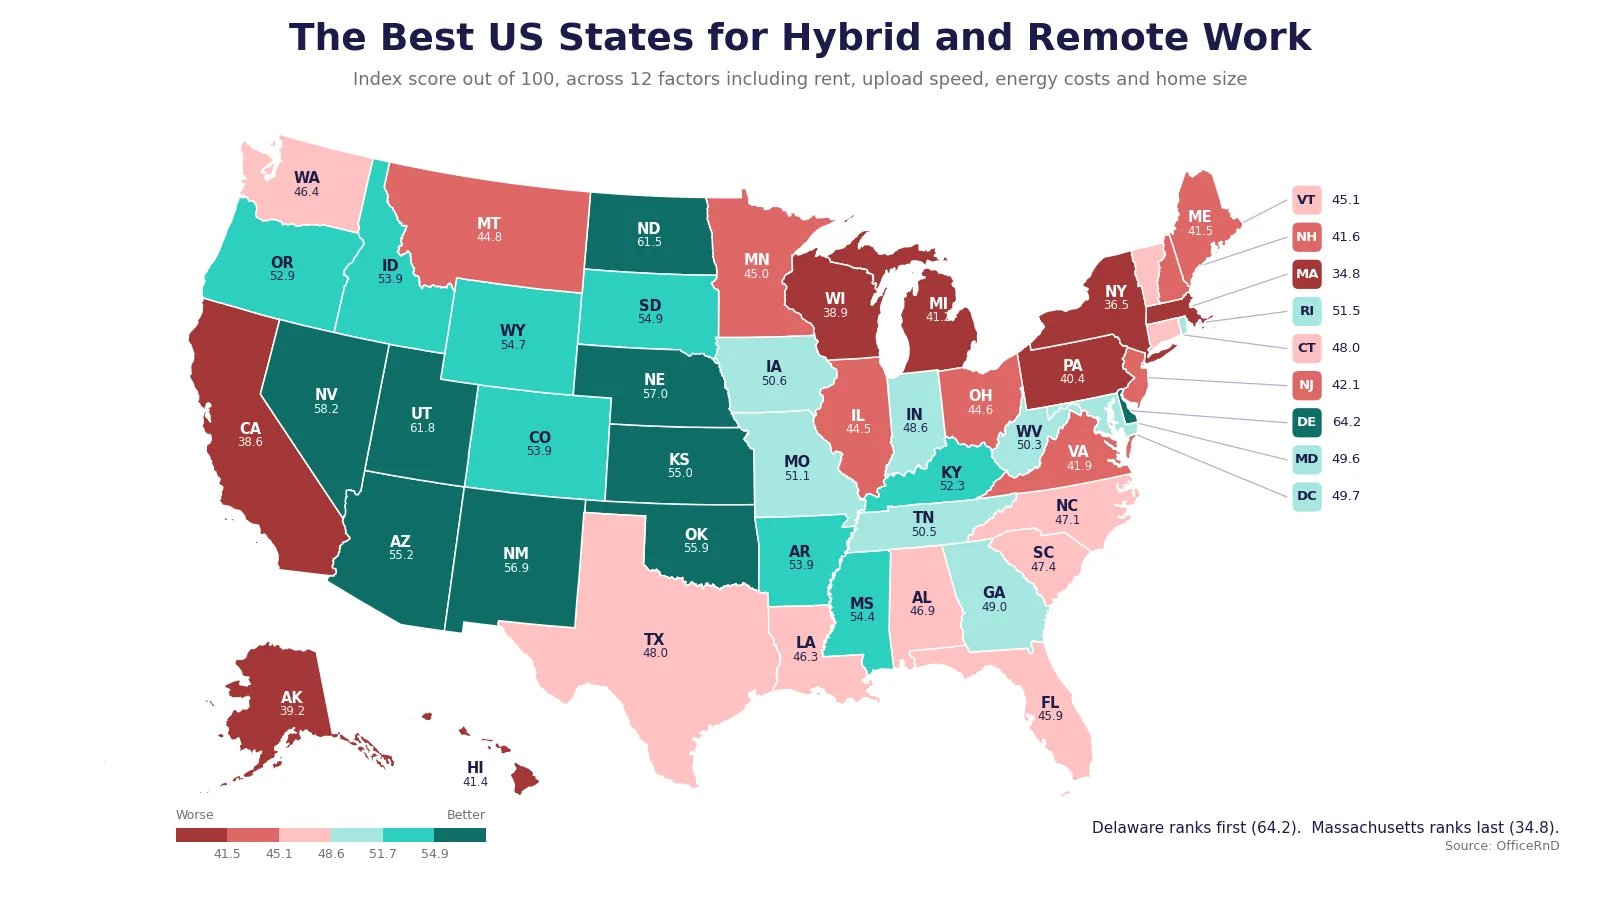 The Best US States for Hybrid and Remote Work
Index score out of 100, across 12 factors including rent, upload speed, energy costs and home size
WA
46.4
OR
52.9
ID
53.9
MT
44.8
ND
61.5
MN
45.0
SD
54.9
WY
54.7
WI
38.9
MI
41.2
NY
36.5
ME
41.5
VT 45.1
NH 41.6
MA 34.8
RI 51.5
CT 48.0
NJ 42.1
DE 64.2
MD 49.6
DC 49.7
CA
38.6
NV
58.2
UT
61.8
CO
53.9
NE
57.0
KS
55.0
IA
50.6
MO
51.1
IL
44.5
IN
48.6
OH
44.6
PA
40.4
WV
50.3
VA
41.9
KY
52.3
TN
50.5
NC
47.1
SC
47.4
AZ
55.2
NM
56.9
OK
55.9
AR
53.9
TX
48.0
LA
46.3
MS
54.4
AL
46.9
GA
49.0
FL
45.9
AK
39.2
HI
41.4
Worse Better
41.5 45.1 48.6 51.7 54.9
Delaware ranks first (64.2). Massachusetts ranks last (34.8).
Source: OfficeRnD